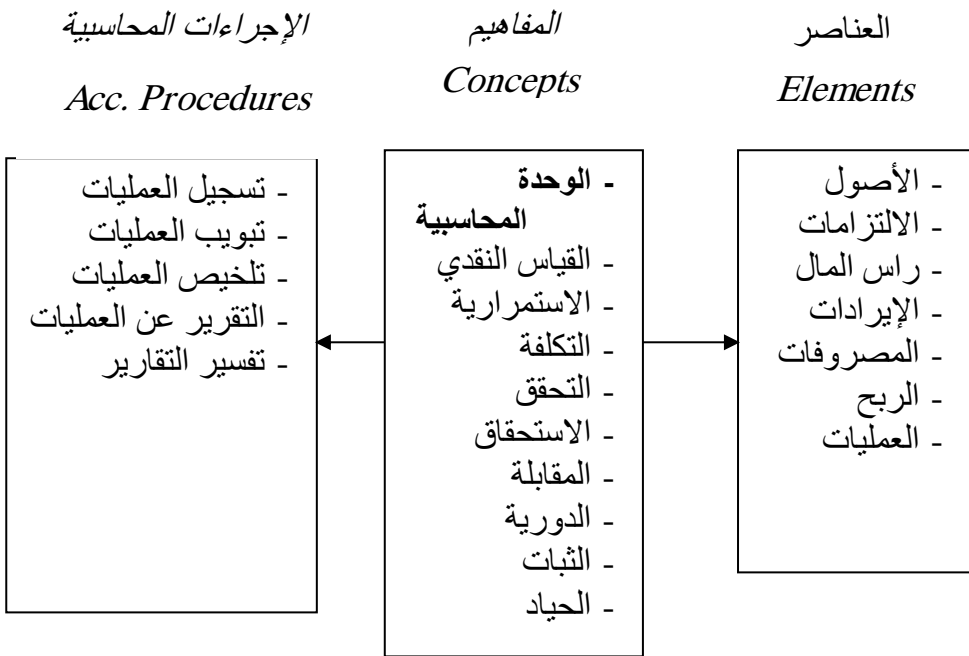 العناصر
Elements
- الأصول
- الالتزامات
- راس المال
- الإيرادات
- المصروفات
- الربح
- العمليات
المفاهيم
Concepts
- الوحدة
المحاسبية
- القياس النقدي
- الاستمرارية
- التكلفة
- التحقق
- الاستحقاق
- المقابلة
- الدورية
- الثبات
- الحياد
الإجراءات المحاسبية
Acc. Procedures
- تسجيل العمليات
- تبويب العمليات
- تلخيص العمليات
- التقرير عن العمليات
- تفسير التقارير